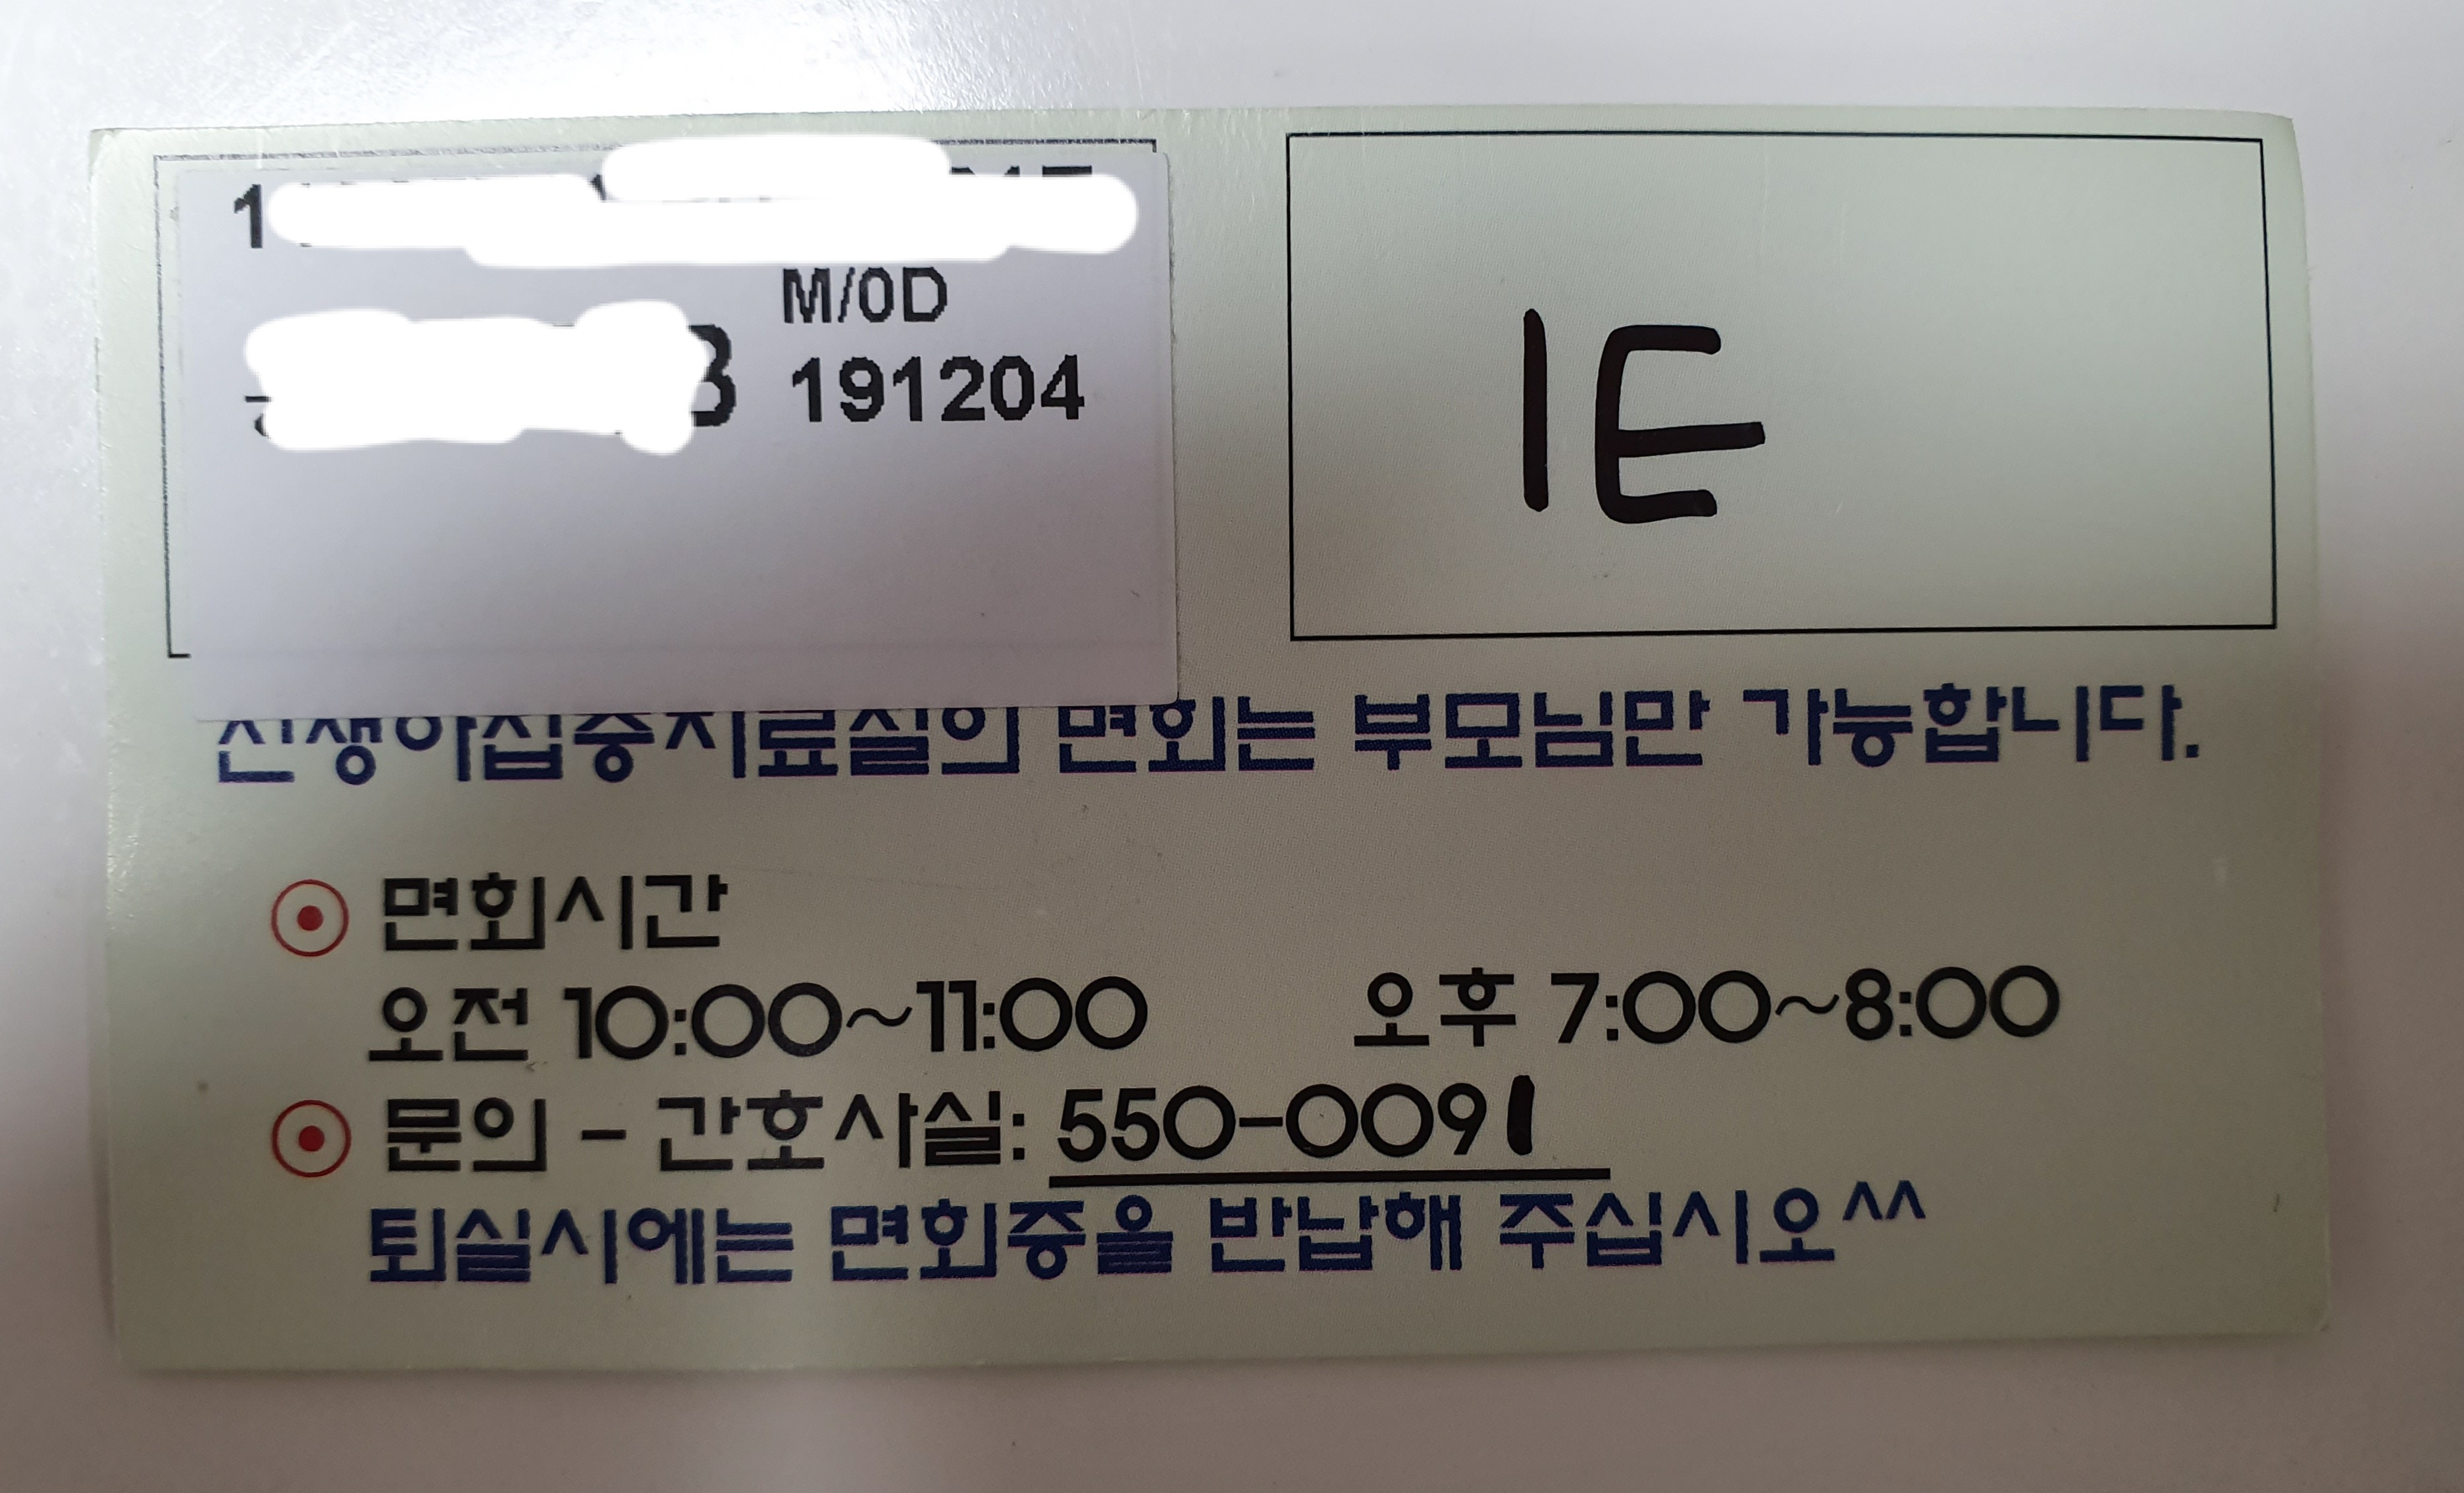 M/0D
191204
1E
신생아집중치료실의 면회는 부모님만 가능합니다.
면회시간
오전 10:00~11:00 오후 7:00~8:00
문의 - 간호사실: 550-0091
퇴실시에는 면회증을 반납해 주십시오^^